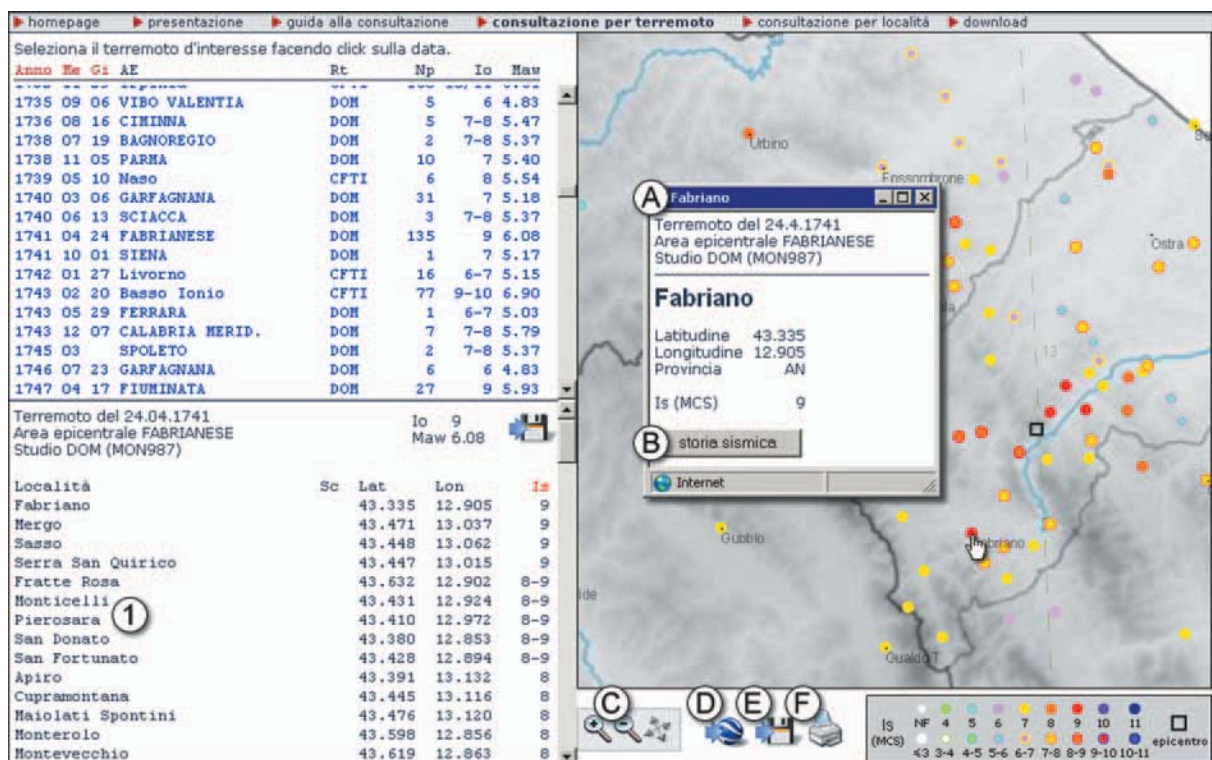 homepage presentazione guida alla consultazione consultazione per terremoto consultazione per località download
Seleziona il terremoto d'interesse facendo click sulla data.
Anno Me Gi AE Rt Np Io Maw
1735 09 06 VIBO VALENTIA DOM 5 6 4.83
1736 08 16 CIMINNA DOM 5 7-8 5.47
1738 07 19 BAGNOREGIO DOM 2 7-8 5.37
1738 11 05 PARMA DOM 10 7 5.40
1739 05 10 Naso CFTI 6 8 5.54
1740 03 06 GARFAGNANA DOM 31 7 5.18
1740 06 13 SCIACCA DOM 3 7-8 5.37
1741 04 24 FABRIANESE DOM 135 9 6.08
1741 10 01 SIENA DOM 1 7 5.17
1742 01 27 Livorno CFTI 16 6-7 5.15
1743 02 20 Basso Ionio CFTI 77 9-10 6.90
1743 05 29 FERRARA DOM 1 6-7 5.03
1743 12 07 CALABRIA MERID. DOM 7 7-8 5.79
1745 03 SPOLETO DOM 2 7-8 5.37
1746 07 23 GARFAGNANA DOM 6 6 4.83
1747 04 17 FIUMINATA DOM 27 9 5.93
Terremoto del 24.04.1741 Io 9
Area epicentrale FABRIANESE Maw 6.08
Studio DOM (MON987)
Località Sc Lat Lon Is
Fabriano 43.335 12.905 9
Mergo 43.471 13.037 9
Sasso 43.448 13.062 9
Serra San Quirico 43.447 13.015 9
Fratte Rosa 43.632 12.902 8-9
Monticelli 43.431 12.924 8-9
Pierosara 43.410 12.972 8-9
1
San Donato 43.380 12.853 8-9
San Fortunato 43.428 12.894 8-9
Apiro 43.391 13.132 8
Cupramontana 43.445 13.116 8
Maiolati Spontini 43.476 13.120 8
Monterolo 43.598 12.856 8
Montevecchio 43.619 12.863 8
Urbino
Fossombrone
Ostra
13
A Fabriano
Terremoto del 24.4.1741
Area epicentrale FABRIANESE
Studio DOM (MON987)
Fabriano
Latitudine 43.335
Longitudine 12.905
Provincia AN
Is (MCS) 9
B storia sismica
Internet
Gubbio
Gualdo T
C D E F
Is (MCS) NF 4 5 6 7 8 9 10 11
≤3 3-4 4-5 5-6 6-7 7-8 8-9 9-10 10-11
epicentro